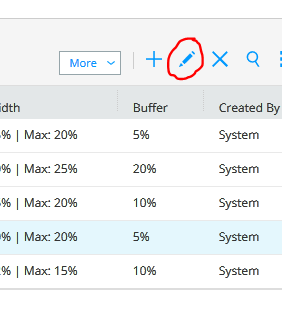 More
idth Buffer Created By
% | Max: 20% 5% System
% | Max: 25% 20% System
% | Max: 20% 10% System
% | Max: 20% 5% System
% | Max: 15% 10% System